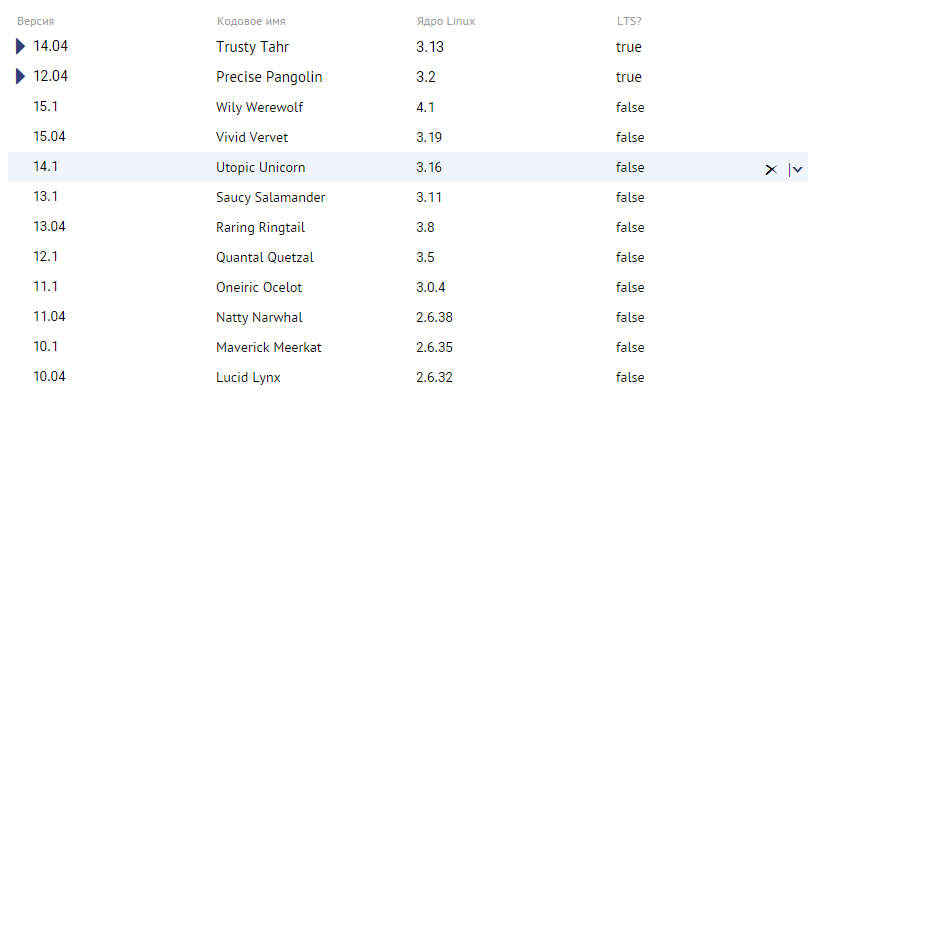 Версия Кодовое имя Ядро Linux LTS?
14.04 Trusty Tahr 3.13 true
12.04 Precise Pangolin 3.2 true
15.1 Wily Werewolf 4.1 false
15.04 Vivid Vervet 3.19 false
14.1 Utopic Unicorn 3.16 false
13.1 Saucy Salamander 3.11 false
13.04 Raring Ringtail 3.8 false
12.1 Quantal Quetzal 3.5 false
11.1 Oneiric Ocelot 3.0.4 false
11.04 Natty Narwhal 2.6.38 false
10.1 Maverick Meerkat 2.6.35 false
10.04 Lucid Lynx 2.6.32 false